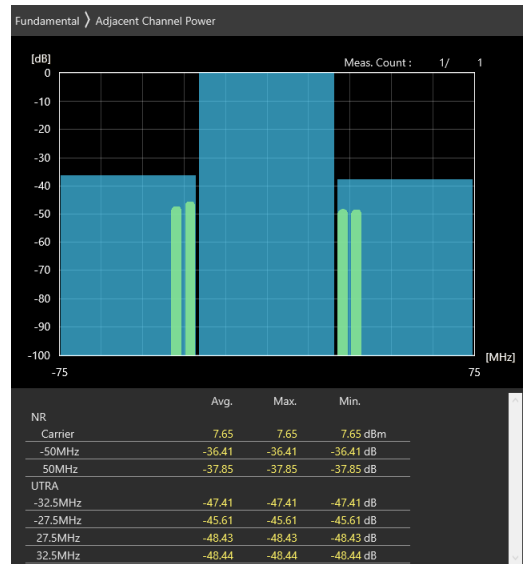 Fundamental 〉 Adjacent Channel Power
[dB]
Meas. Count : 1/ 1
0
-10
-20
-30
-40
-50
-60
-70
-80
-90
-100
[MHz]
-75 75
Avg. Max. Min.
NR
Carrier 7.65 7.65 7.65 dBm
-50MHz -36.41 -36.41 -36.41 dB
50MHz -37.85 -37.85 -37.85 dB
UTRA
-32.5MHz -47.41 -47.41 -47.41 dB
-27.5MHz -45.61 -45.61 -45.61 dB
27.5MHz -48.43 -48.43 -48.43 dB
32.5MHz -48.44 -48.44 -48.44 dB